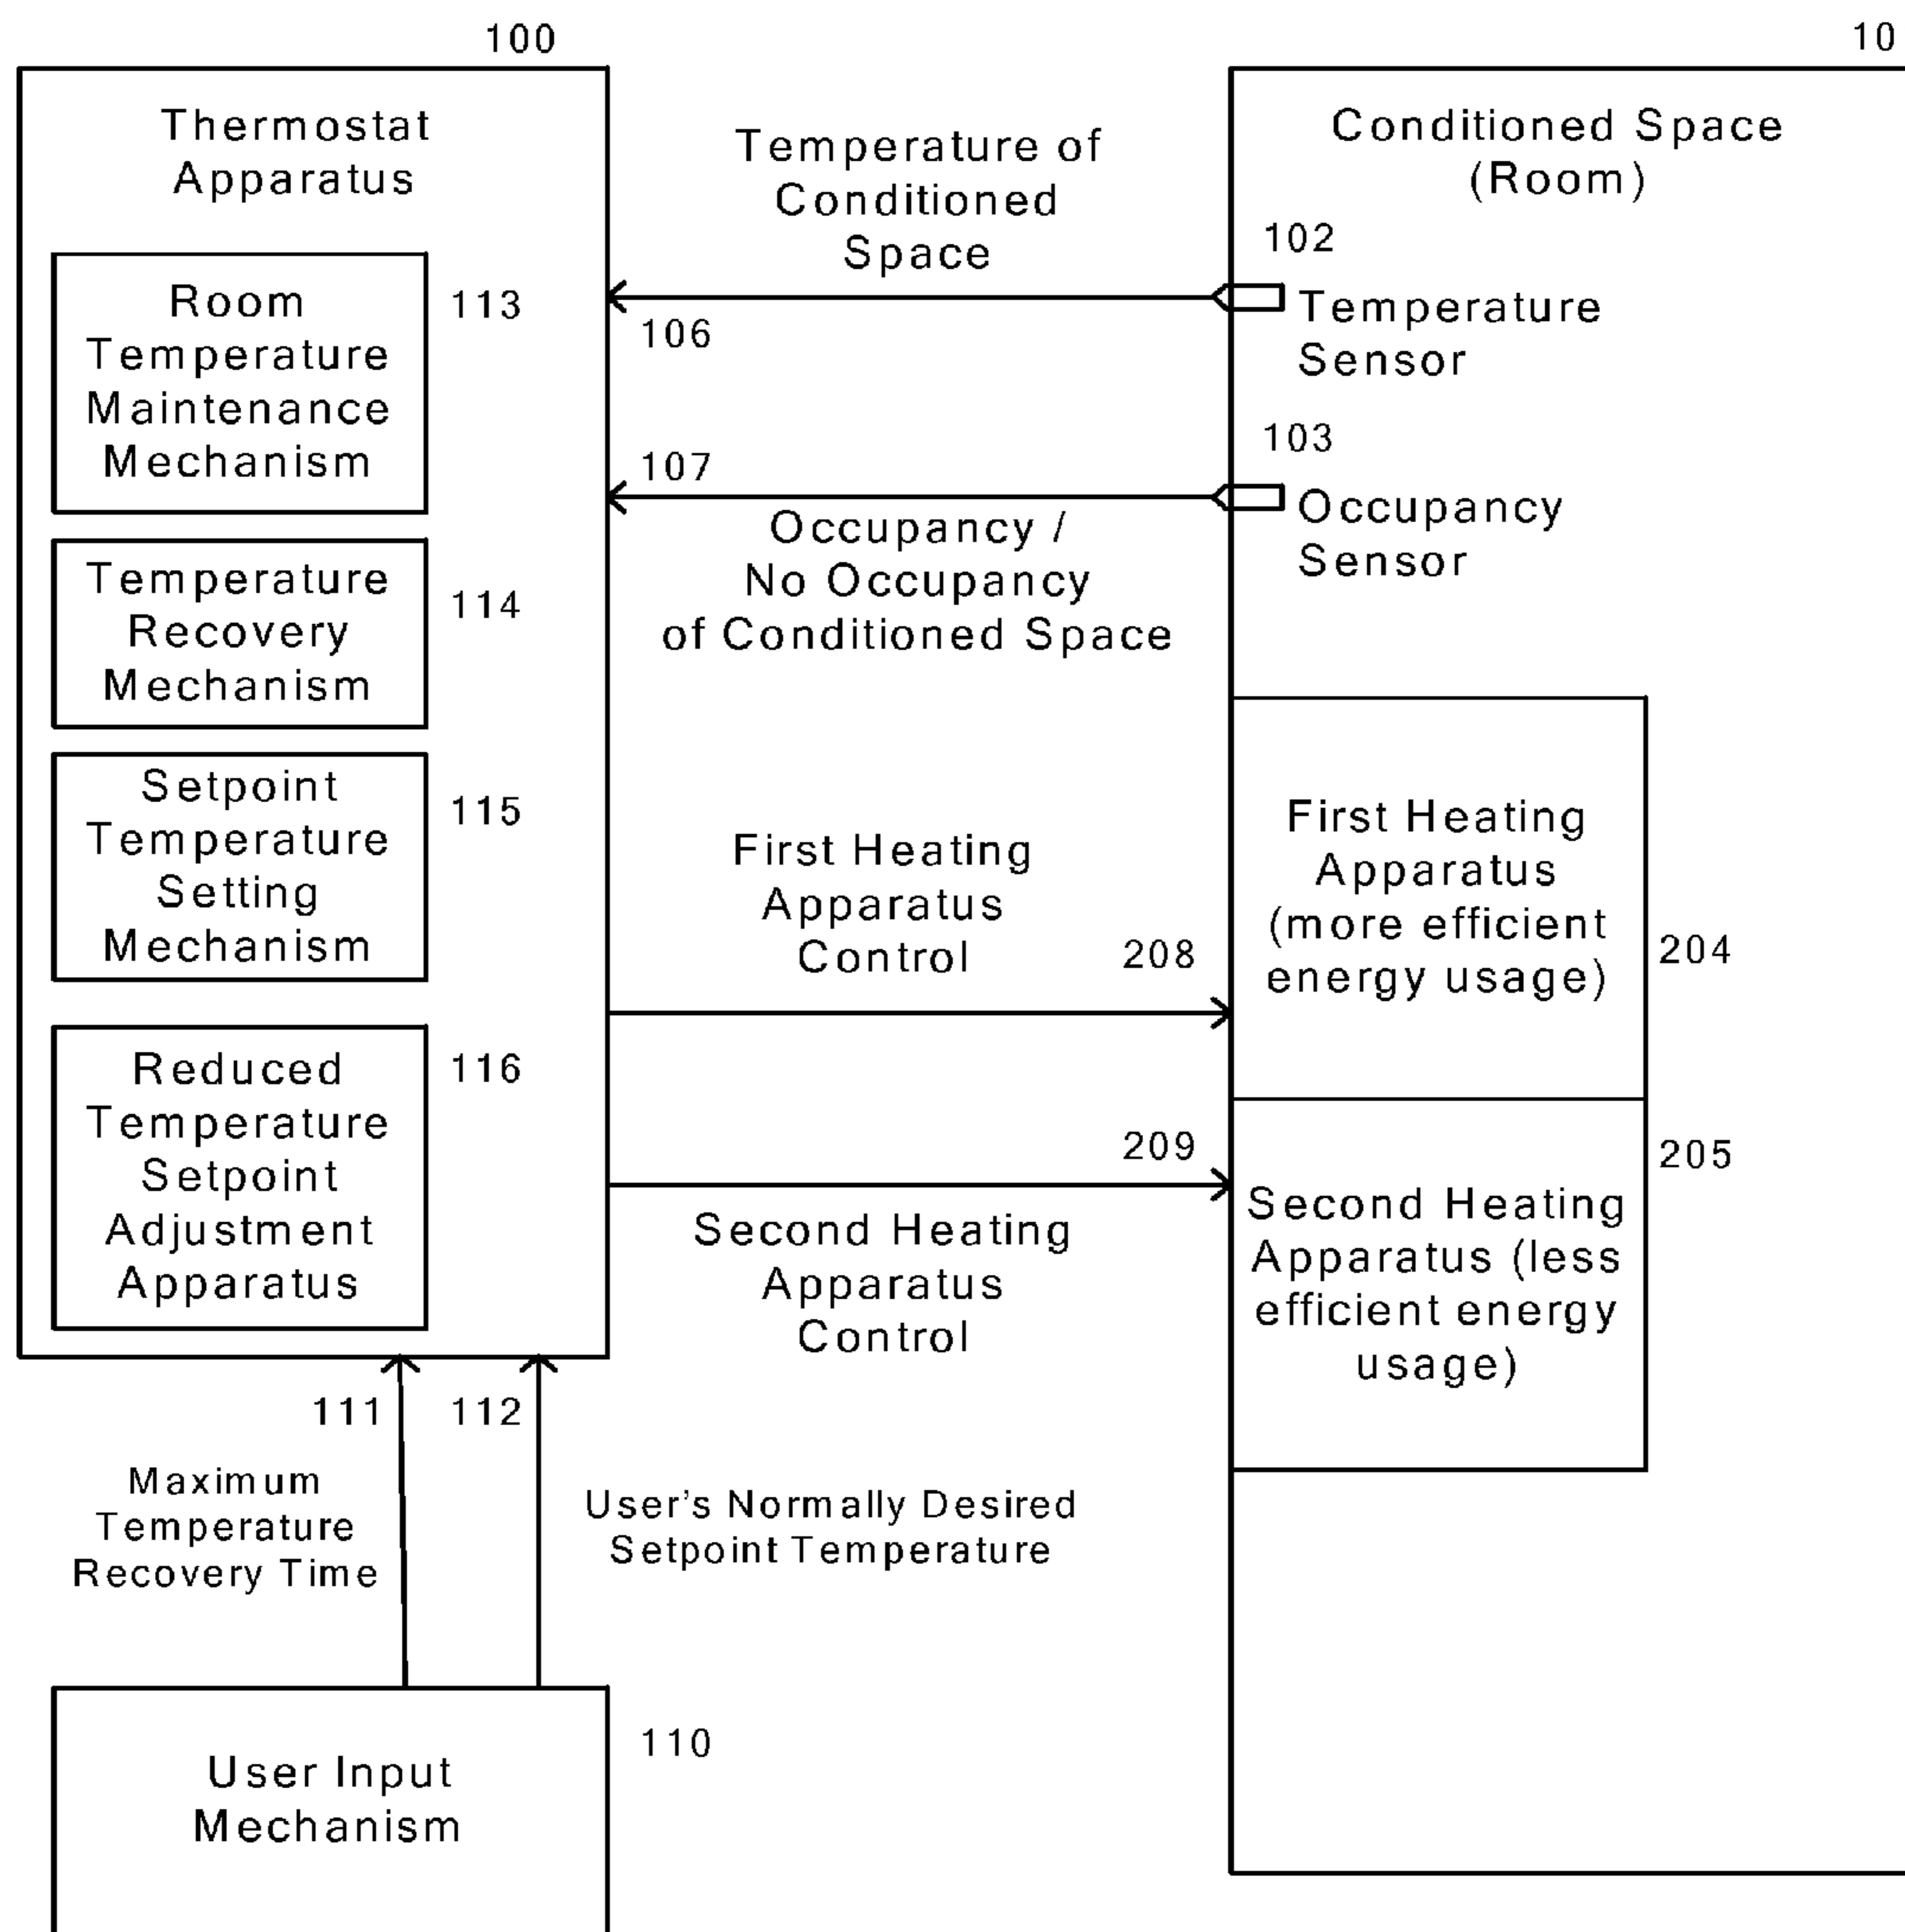 100
Thermostat
Apparatus
Room
Temperature
Maintenance
Mechanism
113
Temperature
Recovery
Mechanism
114
Setpoint
Temperature
Setting
Mechanism
115
Reduced
Temperature
Setpoint
Adjustment
Apparatus
116
Temperature of
Conditioned
Space
106
107
Occupancy /
No Occupancy
of Conditioned Space
First Heating
Apparatus
Control
208
209
Second Heating
Apparatus
Control
10
Conditioned Space
(Room)
102
Temperature
Sensor
103
Occupancy
Sensor
First Heating
Apparatus
(more efficient
energy usage)
204
Second Heating
Apparatus (less
efficient energy
usage)
205
111
112
Maximum
Temperature
Recovery Time
User's Normally Desired
Setpoint Temperature
User Input
Mechanism
110